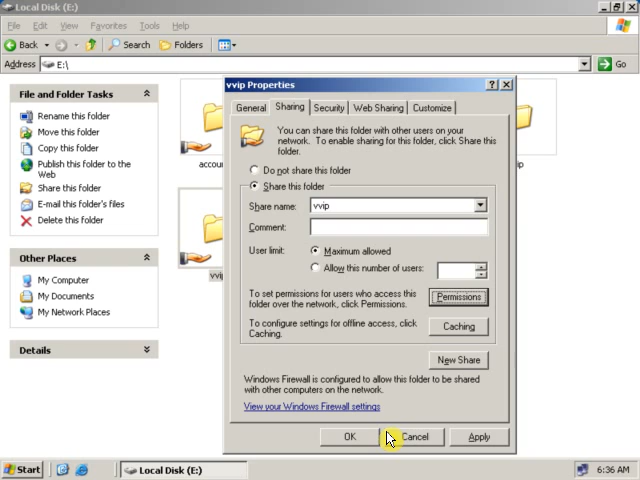 Local Disk (E:)
File Edit View Favorites Tools Help
Back Search Folders
Address E:\ Go
File and Folder Tasks
Rename this folder
Move this folder
Copy this folder
Publish this folder to the
Web
Share this folder
E-mail this folder's files
Delete this folder
Other Places
My Computer
My Documents
My Network Places
Details
vvip Properties
General Sharing Security Web Sharing Customize
You can share this folder with other users on your
network. To enable sharing for this folder, click Share this
folder.
Do not share this folder
Share this folder
Share name: vvip
Comment:
User limit: Maximum allowed
Allow this number of users:
To set permissions for users who access this
folder over the network, click Permissions.
Permissions
To configure settings for offline access, click
Caching.
Caching
New Share
Windows Firewall is configured to allow this folder to be shared
with other computers on the network.
View your Windows Firewall settings
OK Cancel Apply
Start Local Disk (E:) 6:36 AM